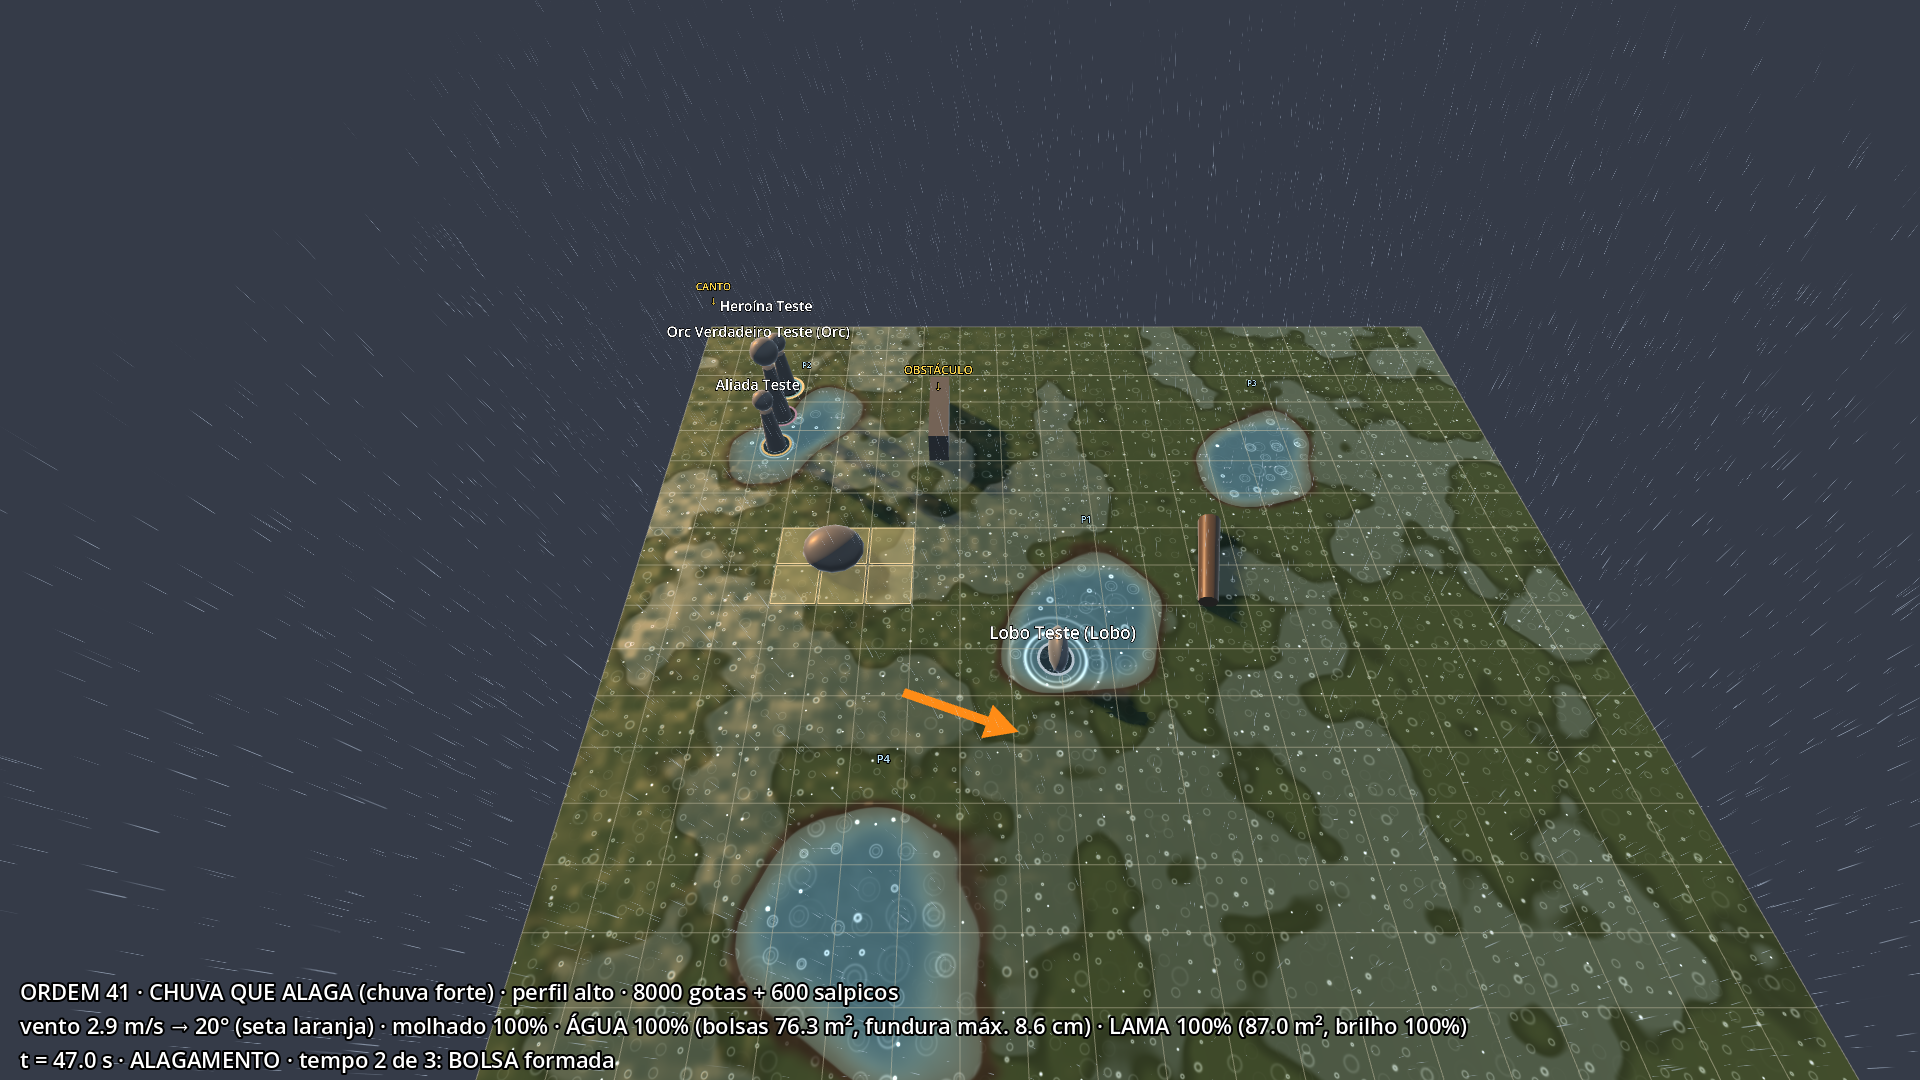 CANTO
Heroína Teste
Orc Verdadeiro Teste (Orc)
P2
OBSTÁCULO
Aliada Teste
P3
P1
Lobo Teste (Lobo)
P4
ORDEM 41 · CHUVA QUE ALAGA (chuva forte) · perfil alto · 8000 gotas + 600 salpicos
vento 2.9 m/s → 20° (seta laranja) · molhado 100% · ÁGUA 100% (bolsas 76.3 m², fundura máx. 8.6 cm) · LAMA 100% (87.0 m², brilho 100%)
t = 47.0 s · ALAGAMENTO · tempo 2 de 3: BOLSA formada